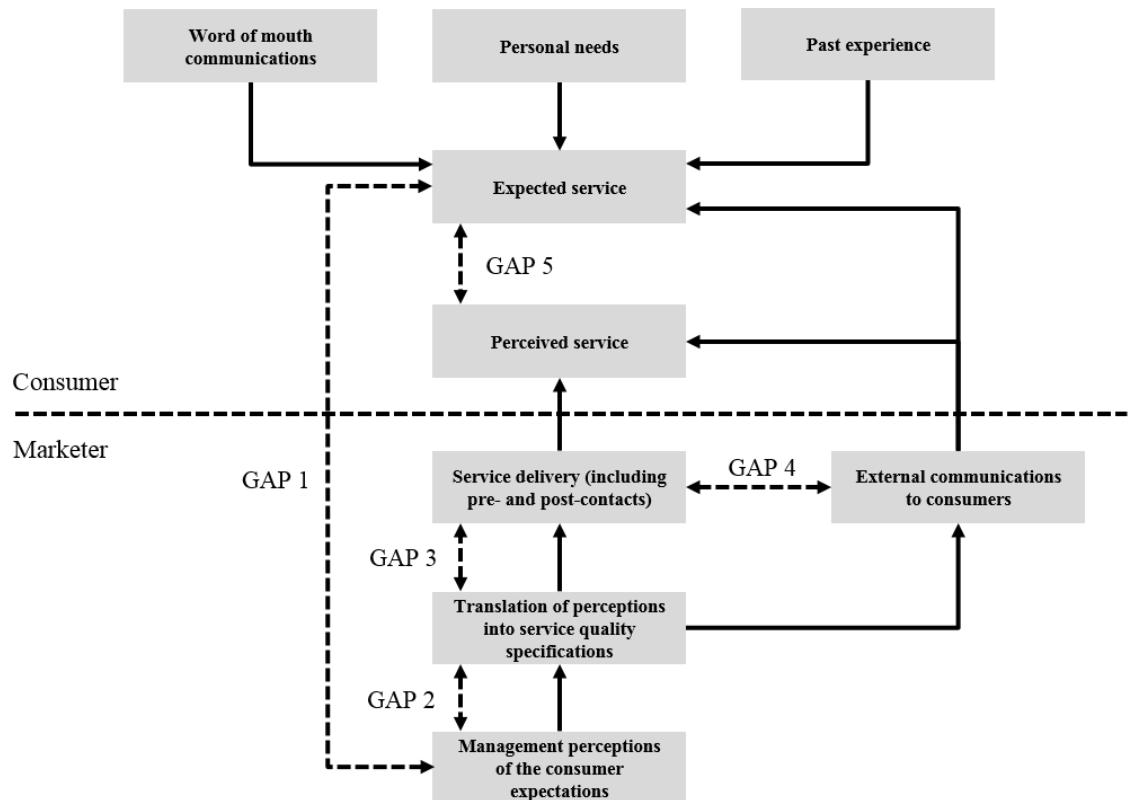 Word of mouth
communications
Personal needs
Past experience
Expected service
GAP 5
Perceived service
Consumer
Marketer
GAP 1
Service delivery (including
pre- and post-contacts)
GAP 4
External communications
to consumers
GAP 3
Translation of perceptions
into service quality
specifications
GAP 2
Management perceptions
of the consumer
expectations